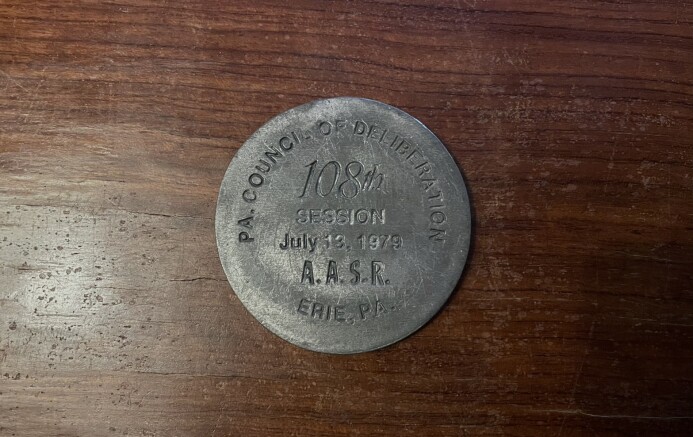 PA. COUNCIL OF DELIBERATION
108th
SESSION
July 13, 1979
A.A.S.R.
ERIE, PA.